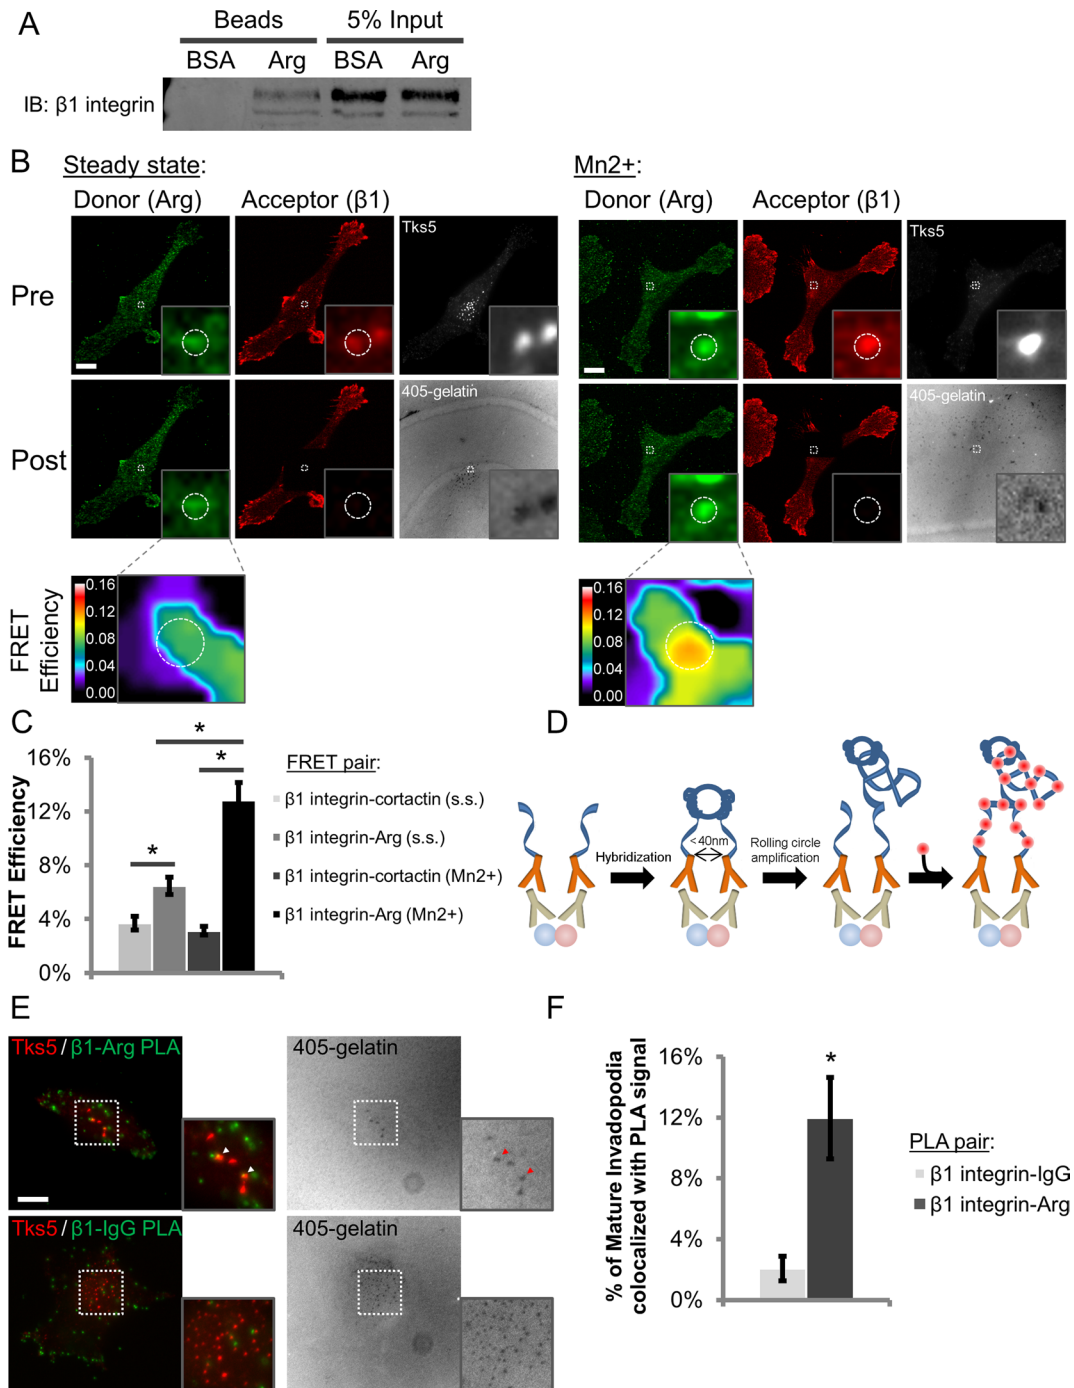 A
Beads 5% Input
BSA Arg BSA Arg
IB: β1 integrin
B
Steady state:
Mn2+:
Donor (Arg) Acceptor (β1)
Donor (Arg) Acceptor (β1)
Tks5
Tks5
Pre
405-gelatin
405-gelatin
Post
FRET Efficiency
0.16
0.12
0.08
0.04
0.00
0.16
0.12
0.08
0.04
0.00
C
FRET Efficiency
16%
12%
8%
4%
0%
*
*
*
FRET pair:
β1 integrin-cortactin (s.s.)
β1 integrin-Arg (s.s.)
β1 integrin-cortactin (Mn2+)
β1 integrin-Arg (Mn2+)
D
Hybridization
<40nm
Rolling circle
amplification
E
Tks5/β1-Arg PLA
405-gelatin
Tks5/β1-IgG PLA
405-gelatin
F
% of Mature Invadopodia
colocalized with PLA signal
16%
12%
8%
4%
0%
*
PLA pair:
β1 integrin-IgG
β1 integrin-Arg